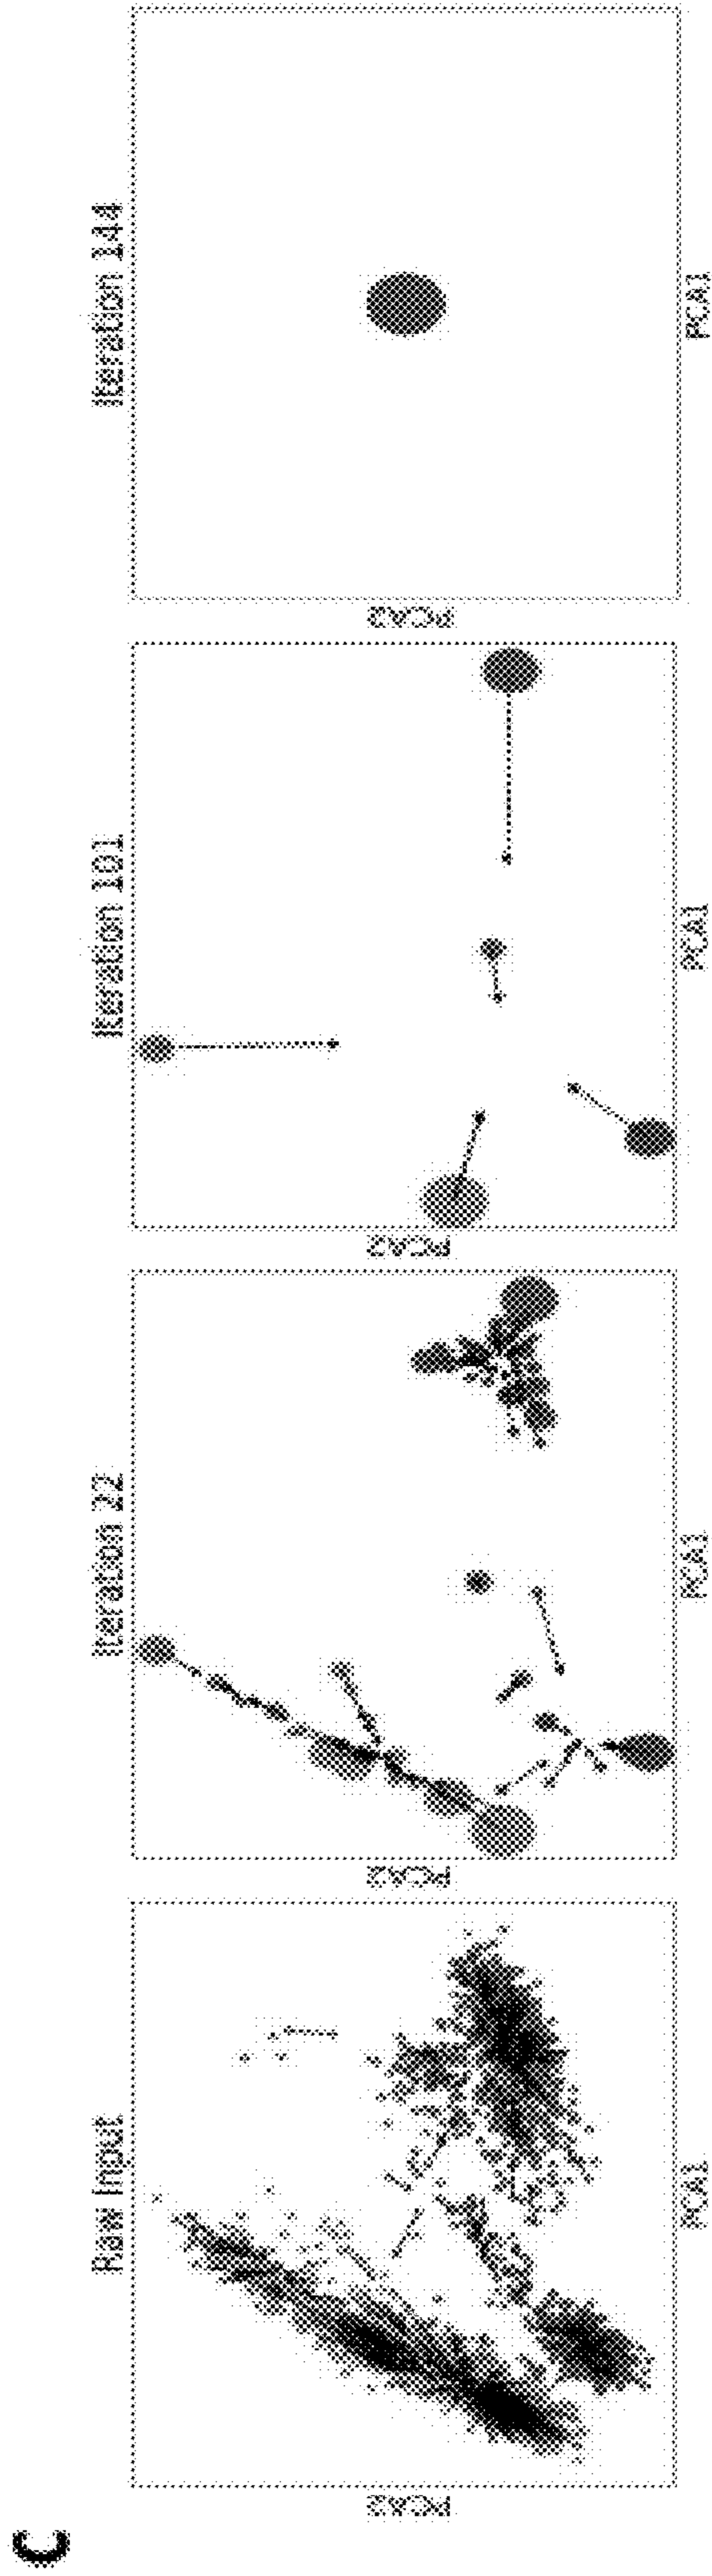 C
Raw Input
PCA2
PCA1
Iteration 22
PCA2
PCA1
Iteration 101
PCA2
PCA1
Iteration 144
PCA2
PCA1